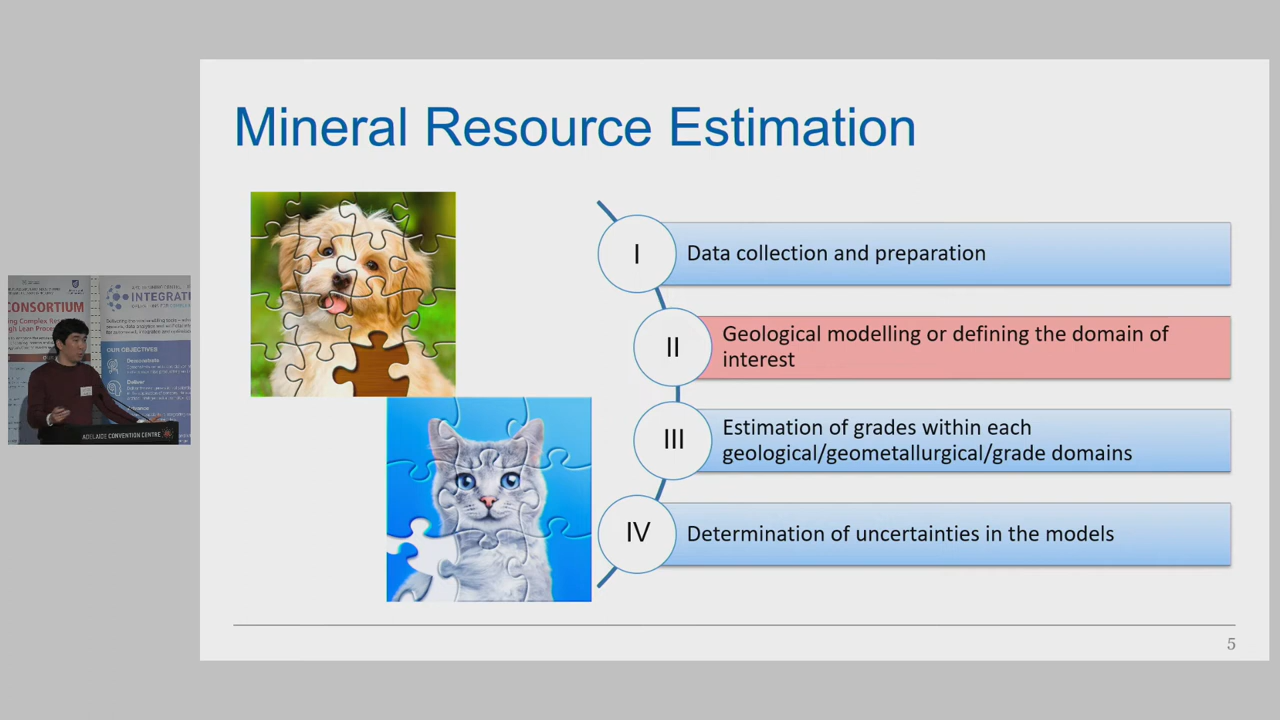 Mineral Resource Estimation
I
Data collection and preparation
II
Geological modelling or defining the domain of
interest
III
Estimation of grades within each
geological/geometallurgical/grade domains
IV
Determination of uncertainties in the models
5
CONSORTIUM
INTEGRAT
OUR OBJECTIVES
Deliver
Advance
ADELAIDE CONVENTION CENTRE